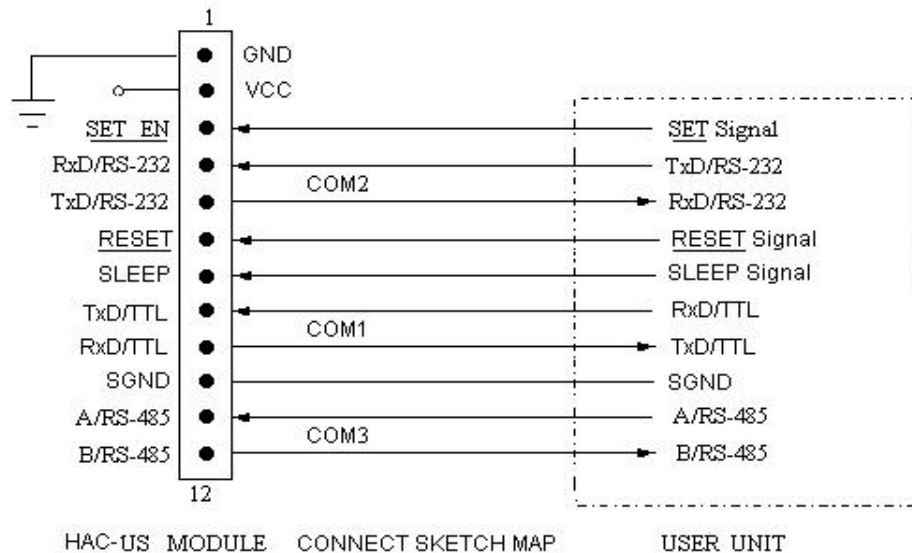 1
GND
VCC
SET EN SET Signal
RxD/RS-232 TxD/RS-232
COM2
TxD/RS-232 RxD/RS-232
RESET RESET Signal
SLEEP SLEEP Signal
TxD/TTL RxD/TTL
COM1
RxD/TTL TxD/TTL
SGND SGND
A/RS-485 A/RS-485
COM3
B/RS-485 B/RS-485
12
HAC-US MODULE CONNECT SKETCH MAP USER UNIT